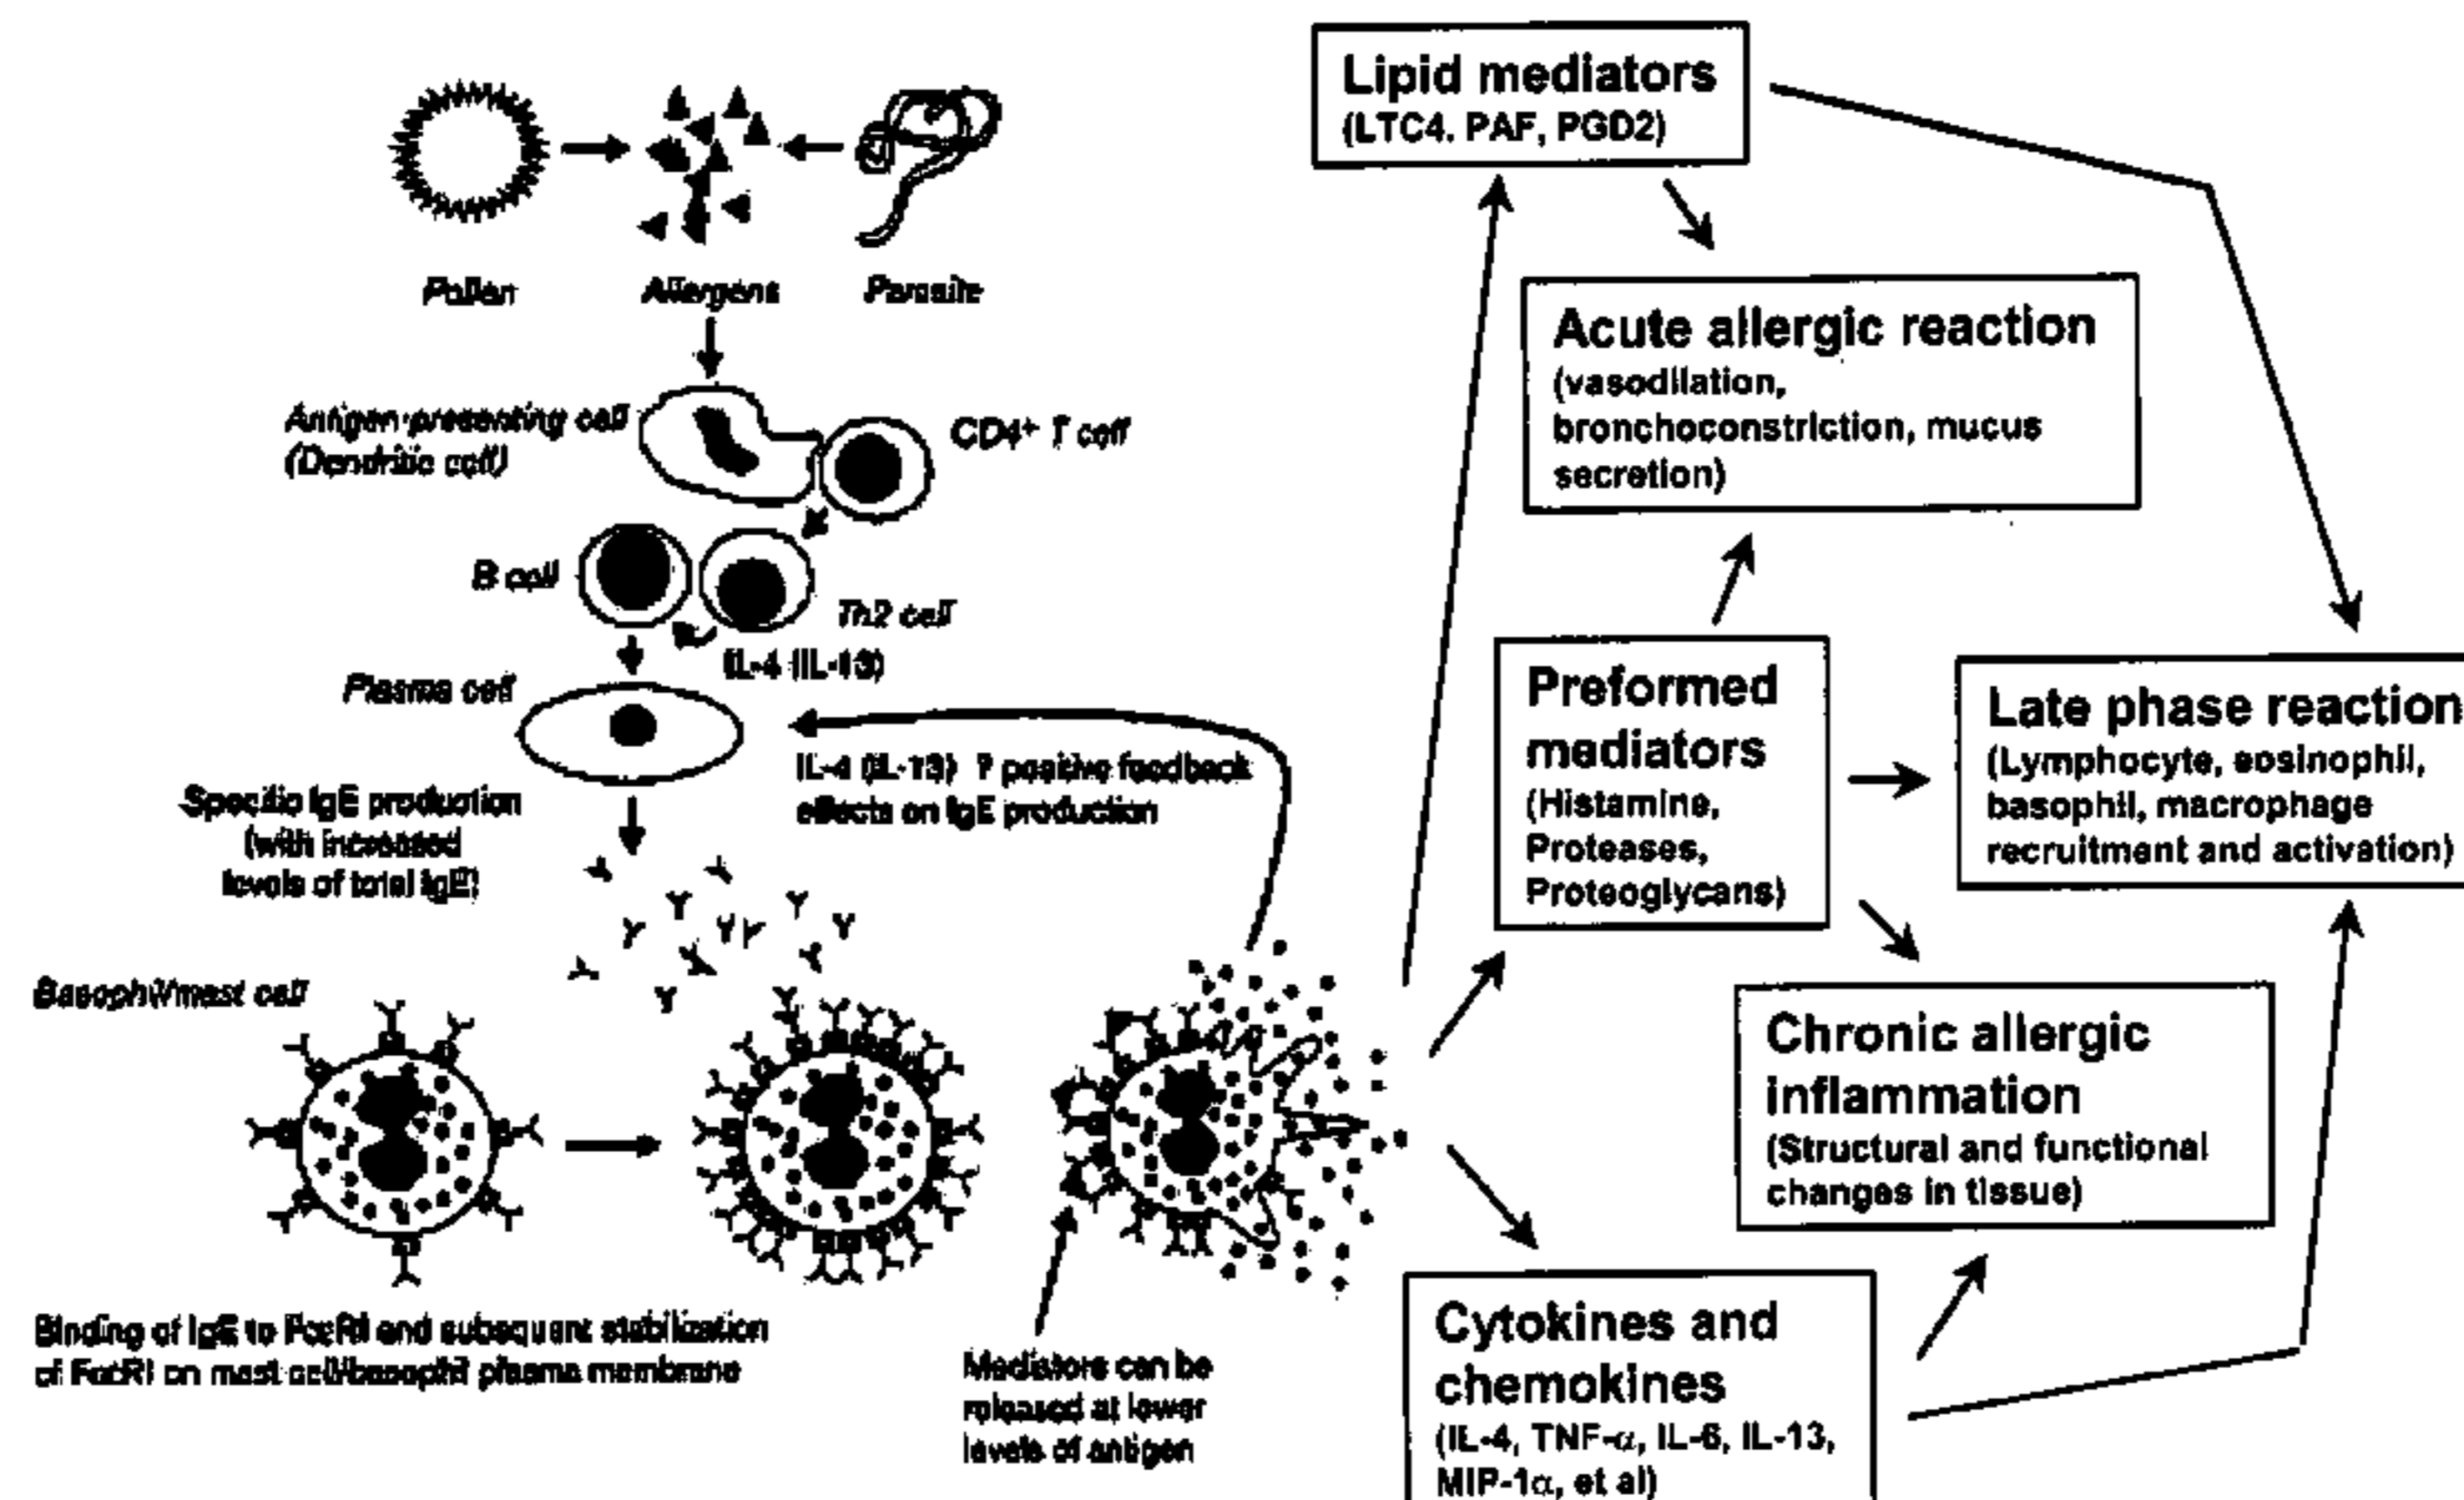 Pollen
Allergens
Parasite
Antigen-presenting cell
(Dendritic cell)
CD4+ T cell
B cell
Th2 cell
IL-4 (IL-13)
Plasma cell
IL-4 (IL-13) ? positive feedback
effects on IgE production
Specific IgE production
(with increased
levels of total IgE)
Basophil/mast cell
Binding of IgE to FcεRI and subsequent stabilization
of FcεRI on mast cell/basophil plasma membrane
Mediators can be
released at lower
levels of antigen
Lipid mediators
(LTC4. PAF, PGD2)
Acute allergic reaction
(vasodilation,
bronchoconstriction, mucus
secretion)
Preformed
mediators
(Histamine,
Proteases,
Proteoglycans)
Late phase reaction
(Lymphocyte, eosinophil,
basophil, macrophage
recruitment and activation)
Chronic allergic
inflammation
(Structural and functional
changes in tissue)
Cytokines and
chemokines
(IL-4, TNF-α, IL-6, IL-13,
MIP-1α, et al)